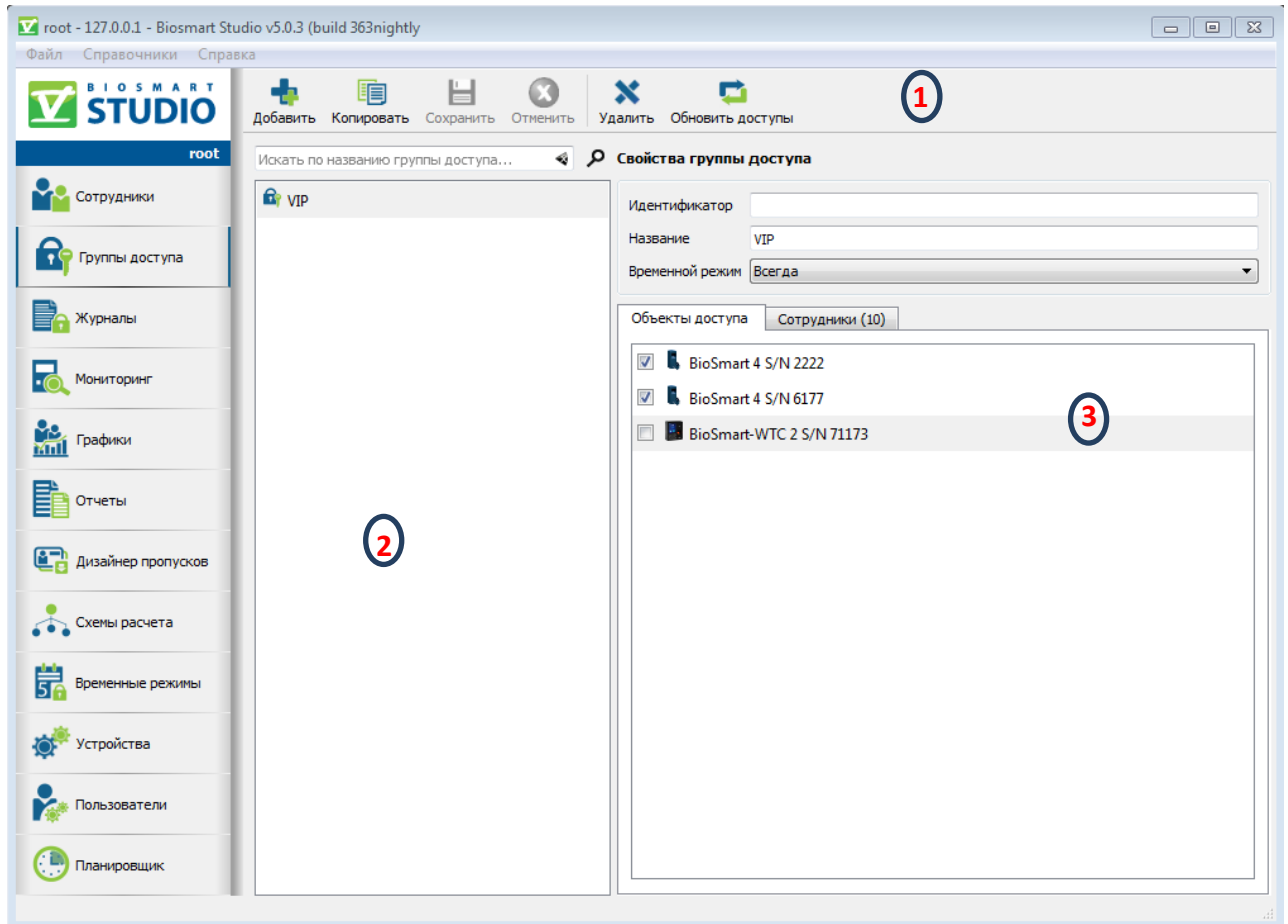 root - 127.0.0.1 - Biosmart Studio v5.0.3 (build 363nightly
Файл Справочники Справка
BIOSMART
STUDIO
Добавить Копировать Сохранить Отменить Удалить Обновить доступы
1
root
Искать по названию группы доступа...
Свойства группы доступа
Сотрудники
Группы доступа
Журналы
Мониторинг
Графики
Отчеты
Дизайнер пропусков
Схемы расчета
5
Временные режимы
Устройства
Пользователи
Планировщик
VIP
2
Идентификатор
Название VIP
Временной режим Всегда
Объекты доступа Сотрудники (10)
BioSmart 4 S/N 2222
BioSmart 4 S/N 6177
BioSmart-WTC 2 S/N 71173
3